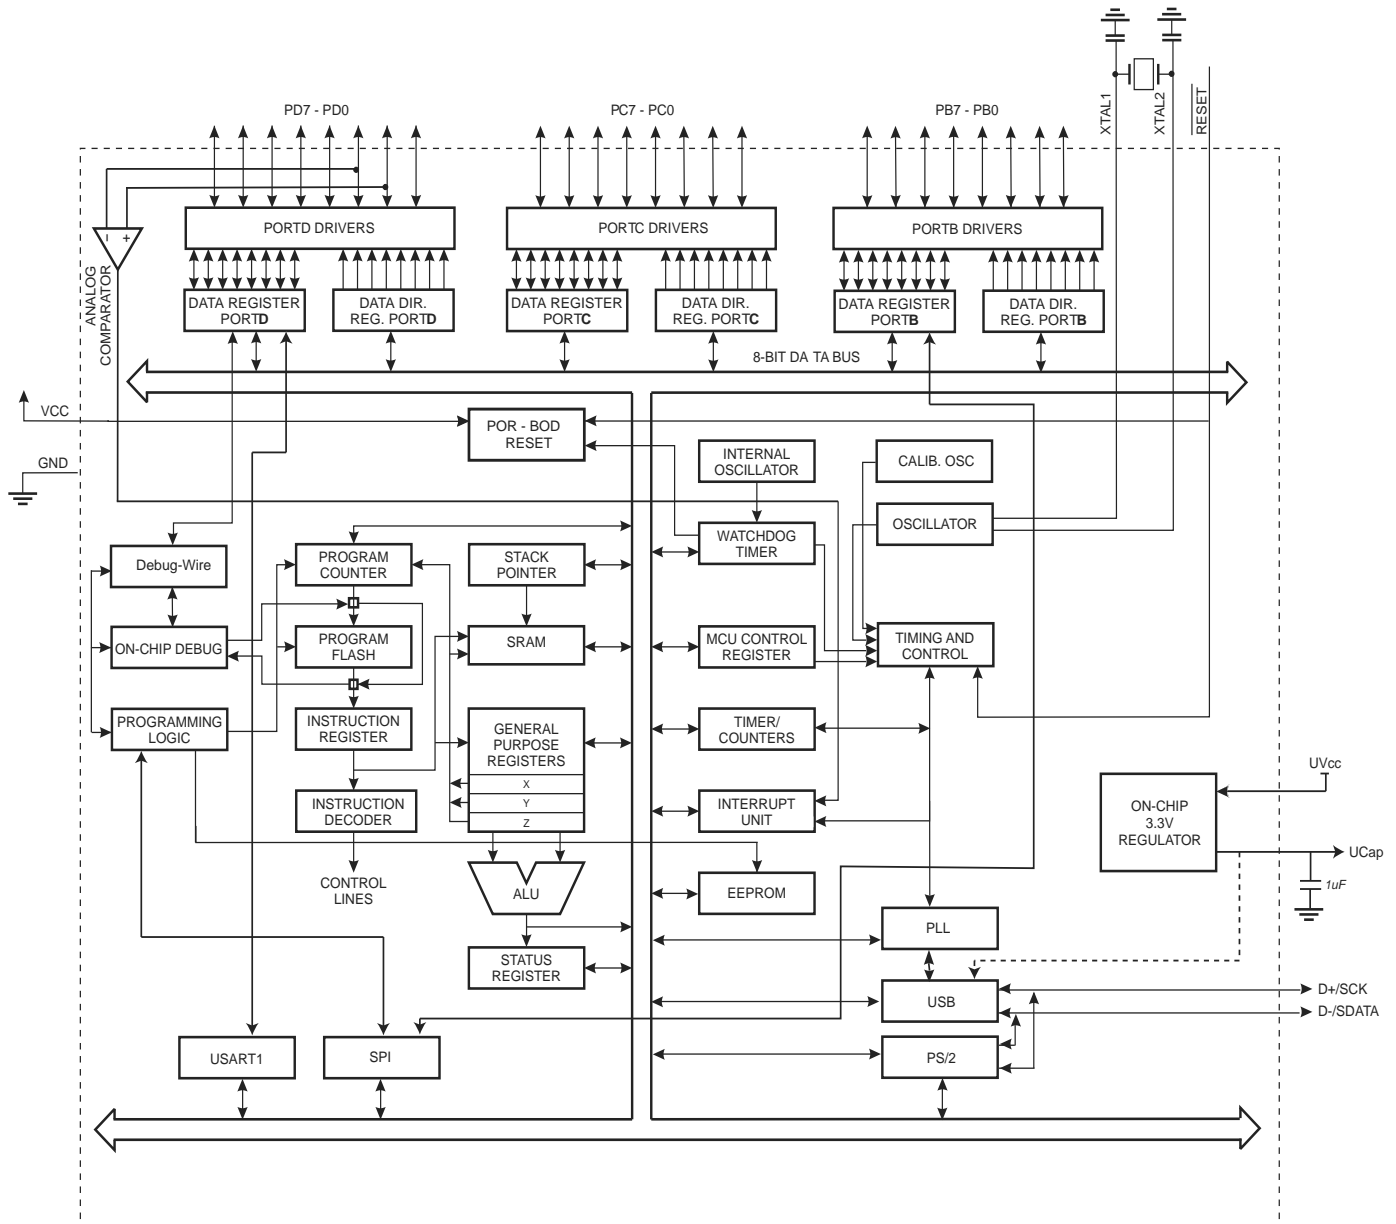 PD7 - PD0
PC7 - PC0
PB7 - PB0
XTAL1
XTAL2
RESET
PORTD DRIVERS
PORTC DRIVERS
PORTB DRIVERS
- +
ANALOG
COMPARATOR
DATA REGISTER
PORTD
DATA DIR.
REG. PORTD
DATA REGISTER
PORTC
DATA DIR.
REG. PORTC
DATA REGISTER
PORTB
DATA DIR.
REG. PORTB
8-BIT DA TA BUS
VCC
GND
POR - BOD
RESET
INTERNAL
OSCILLATOR
CALIB. OSC
OSCILLATOR
WATCHDOG
TIMER
Debug-Wire
PROGRAM
COUNTER
STACK
POINTER
ON-CHIP DEBUG
PROGRAM
FLASH
SRAM
MCU CONTROL
REGISTER
TIMING AND
CONTROL
PROGRAMMING
LOGIC
INSTRUCTION
REGISTER
GENERAL
PURPOSE
REGISTERS
X
Y
Z
TIMER/
COUNTERS
INSTRUCTION
DECODER
INTERRUPT
UNIT
UVcc
ON-CHIP
3.3V
REGULATOR
UCap
1uF
CONTROL
LINES
ALU
EEPROM
PLL
STATUS
REGISTER
USB
D+/SCK
D-/SDATA
USART1
SPI
PS/2